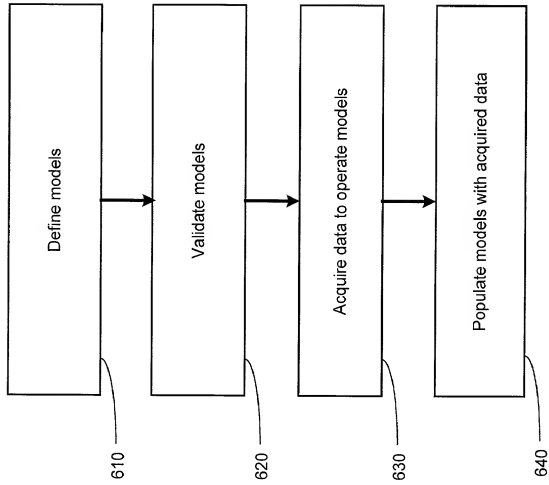 Define models
610
Validate models
620
Acquire data to operate models
630
Populate models with acquired data
640